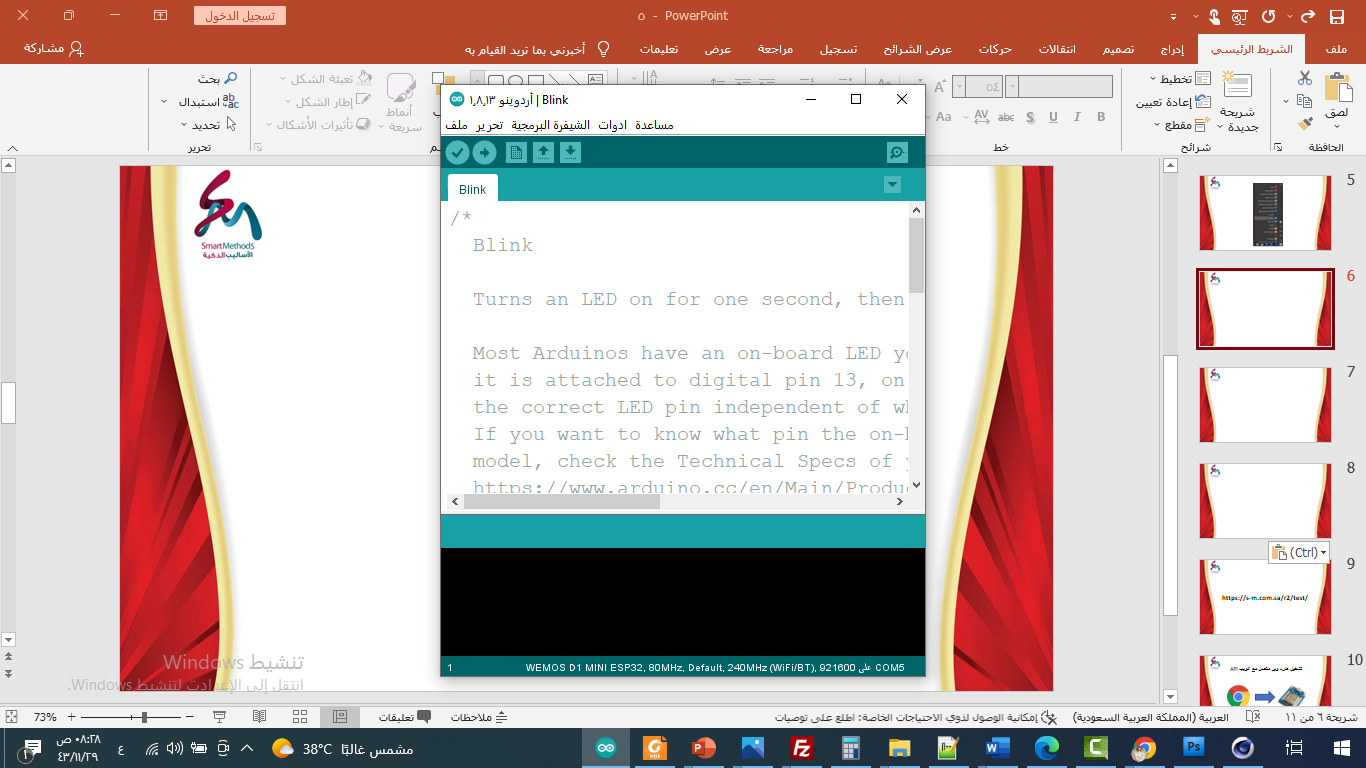 تسجيل الدخول
٥ - PowerPoint
ملف
الشريط الرئيسي
إدراج
تصميم
انتقالات
حركات
عرض الشرائح
تسجيل
مراجعة
عرض
تعليمات
أخبرني بما تريد القيام به
مشاركة
لصق
الحافظة
شريحة جديدة
تخطيط
إعادة تعيين
مقطع
شرائح
٥٤
B I U S abc AV Aa
خط
أنماط سريعة
تعبئة الشكل
إطار الشكل
تأثيرات الأشكال
بحث
استبدال
تحديد
تحرير
SmartMethodS
الأساليب الذكية
أردوينو ١,٨,١٣ | Blink
ملف تحرير الشيفرة البرمجية ادوات مساعدة
Blink
/*
Blink
Turns an LED on for one second, then
Most Arduinos have an on-board LED
it is attached to digital pin 13, on
the correct LED pin independent of
If you want to know what pin the
model, check the Technical Specs of
https://www.arduino.cc/en/Main/Produ
1
WEMOS D1 MINI ESP32, 80MHz, Default, 240MHz (WiFi/BT), 921600 على COM5
5
6
7
8
(Ctrl)
9
https://s-m.com.sa/r2/test/
10
تنشيط Windows
انتقل إلى الإعدادت لتنشيط Windows.
شريحة ٦ من ١١
العربية (المملكة العربية السعودية)
إمكانية الوصول لذوي الاحتياجات الخاصة: اطلع على توصيات
ملاحظات
تعليقات
73%
38°C مشمس غالبًا
ع
٠٨:٢٨ ص
٤٣/١١/٢٩
١